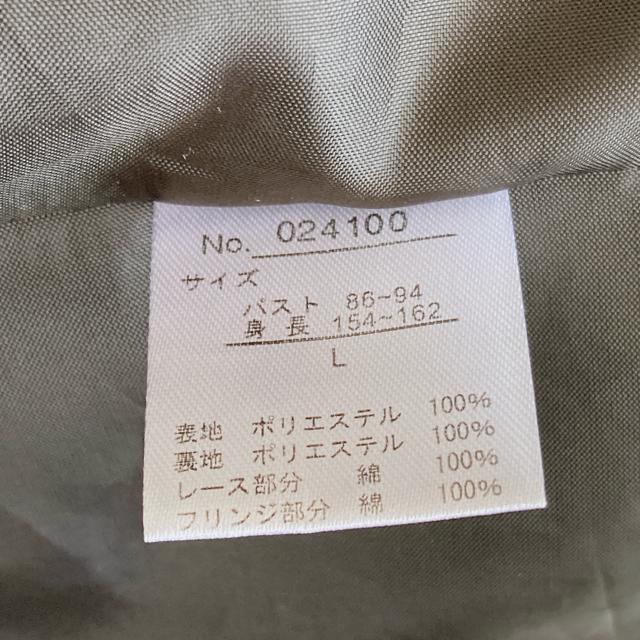 No. 024100
サイズ
バスト 86~94
身長 154~162
L
表地 ポリエステル 100%
裏地 ポリエステル 100%
レース部分 綿 100%
フリンジ部分 綿 100%